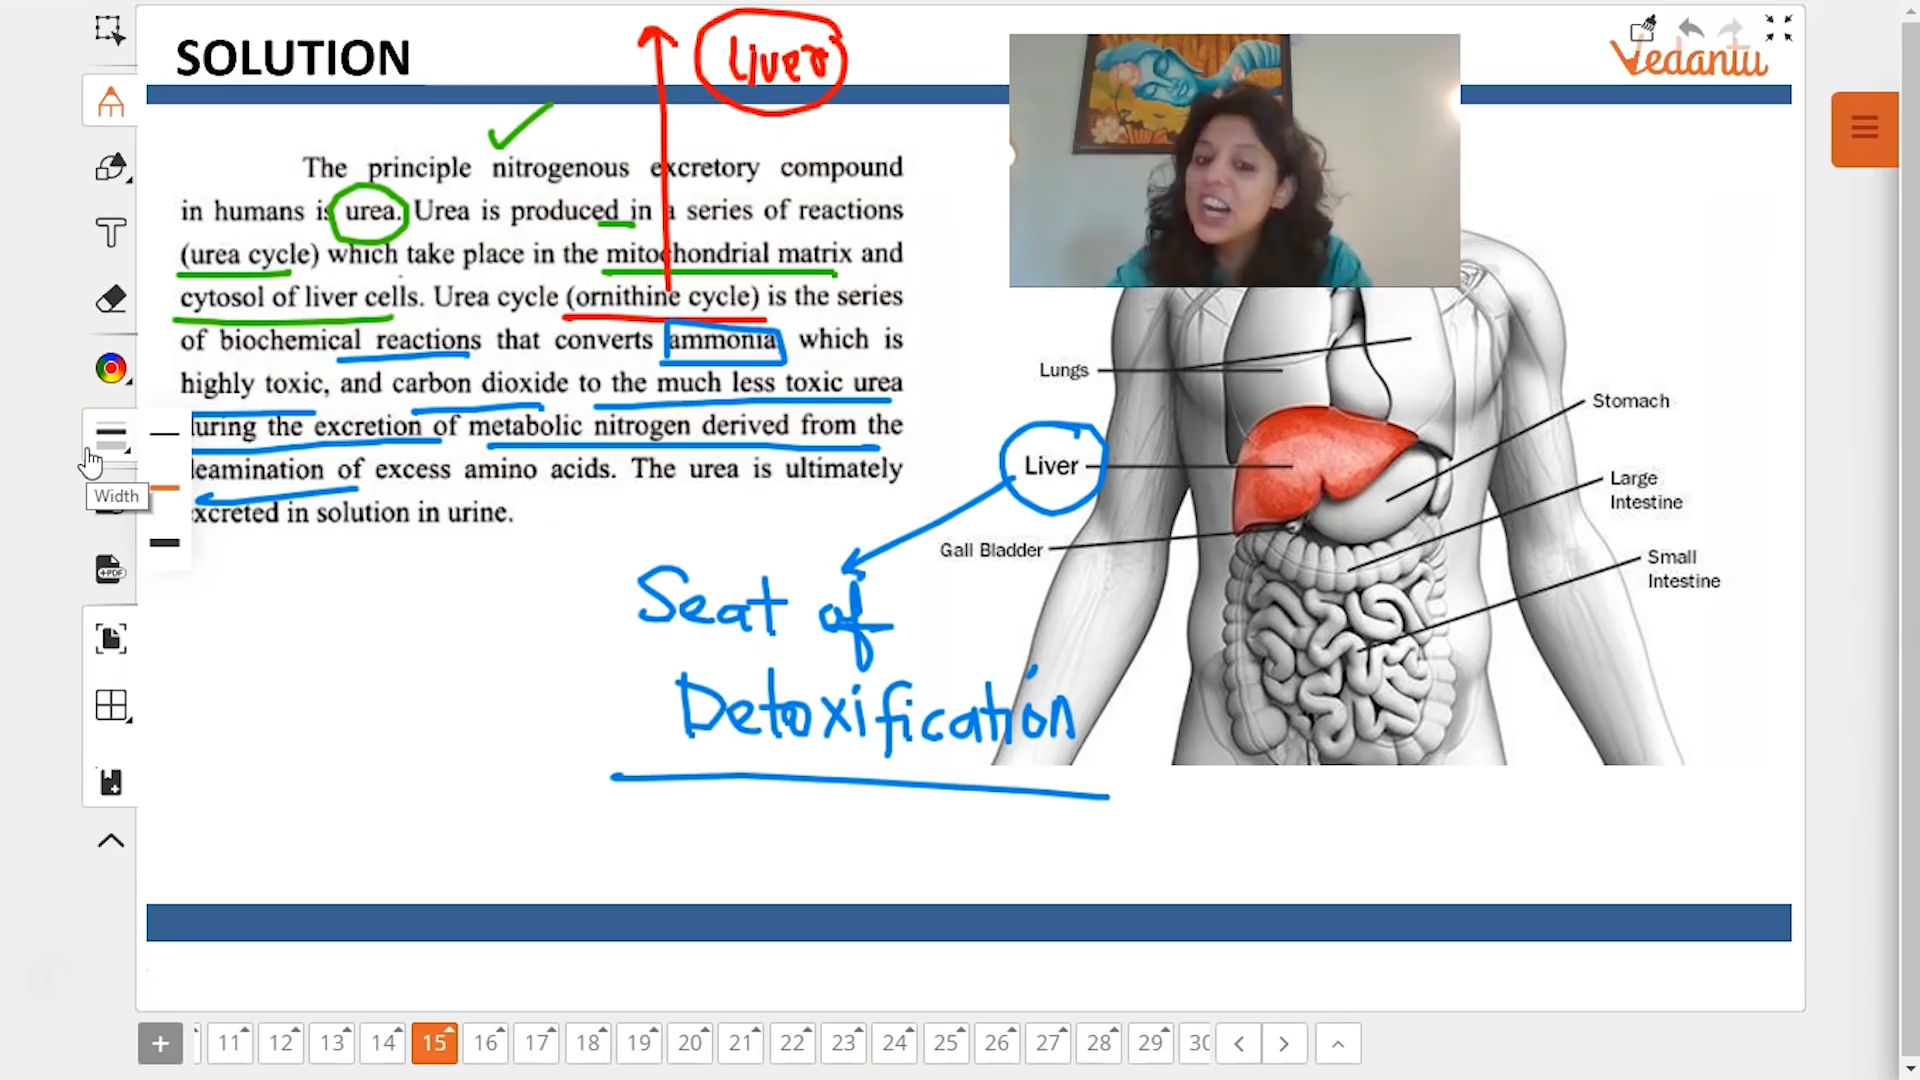 SOLUTION
Liver
Vedantu
The principle nitrogenous excretory compound
in humans is urea. Urea is produced in a series of reactions
(urea cycle) which take place in the mitochondrial matrix and
cytosol of liver cells. Urea cycle (ornithine cycle) is the series
of biochemical reactions that converts ammonia which is
highly toxic, and carbon dioxide to the much less toxic urea
during the excretion of metabolic nitrogen derived from the
deamination of excess amino acids. The urea is ultimately
excreted in solution in urine.
Width
+PDF
Lungs
Stomach
Liver
Large
Intestine
Gall Bladder
Small
Intestine
Seat of
Detoxification
+ 11 12 13 14 15 16 17 18 19 20 21 22 23 24 25 26 27 28 29 30